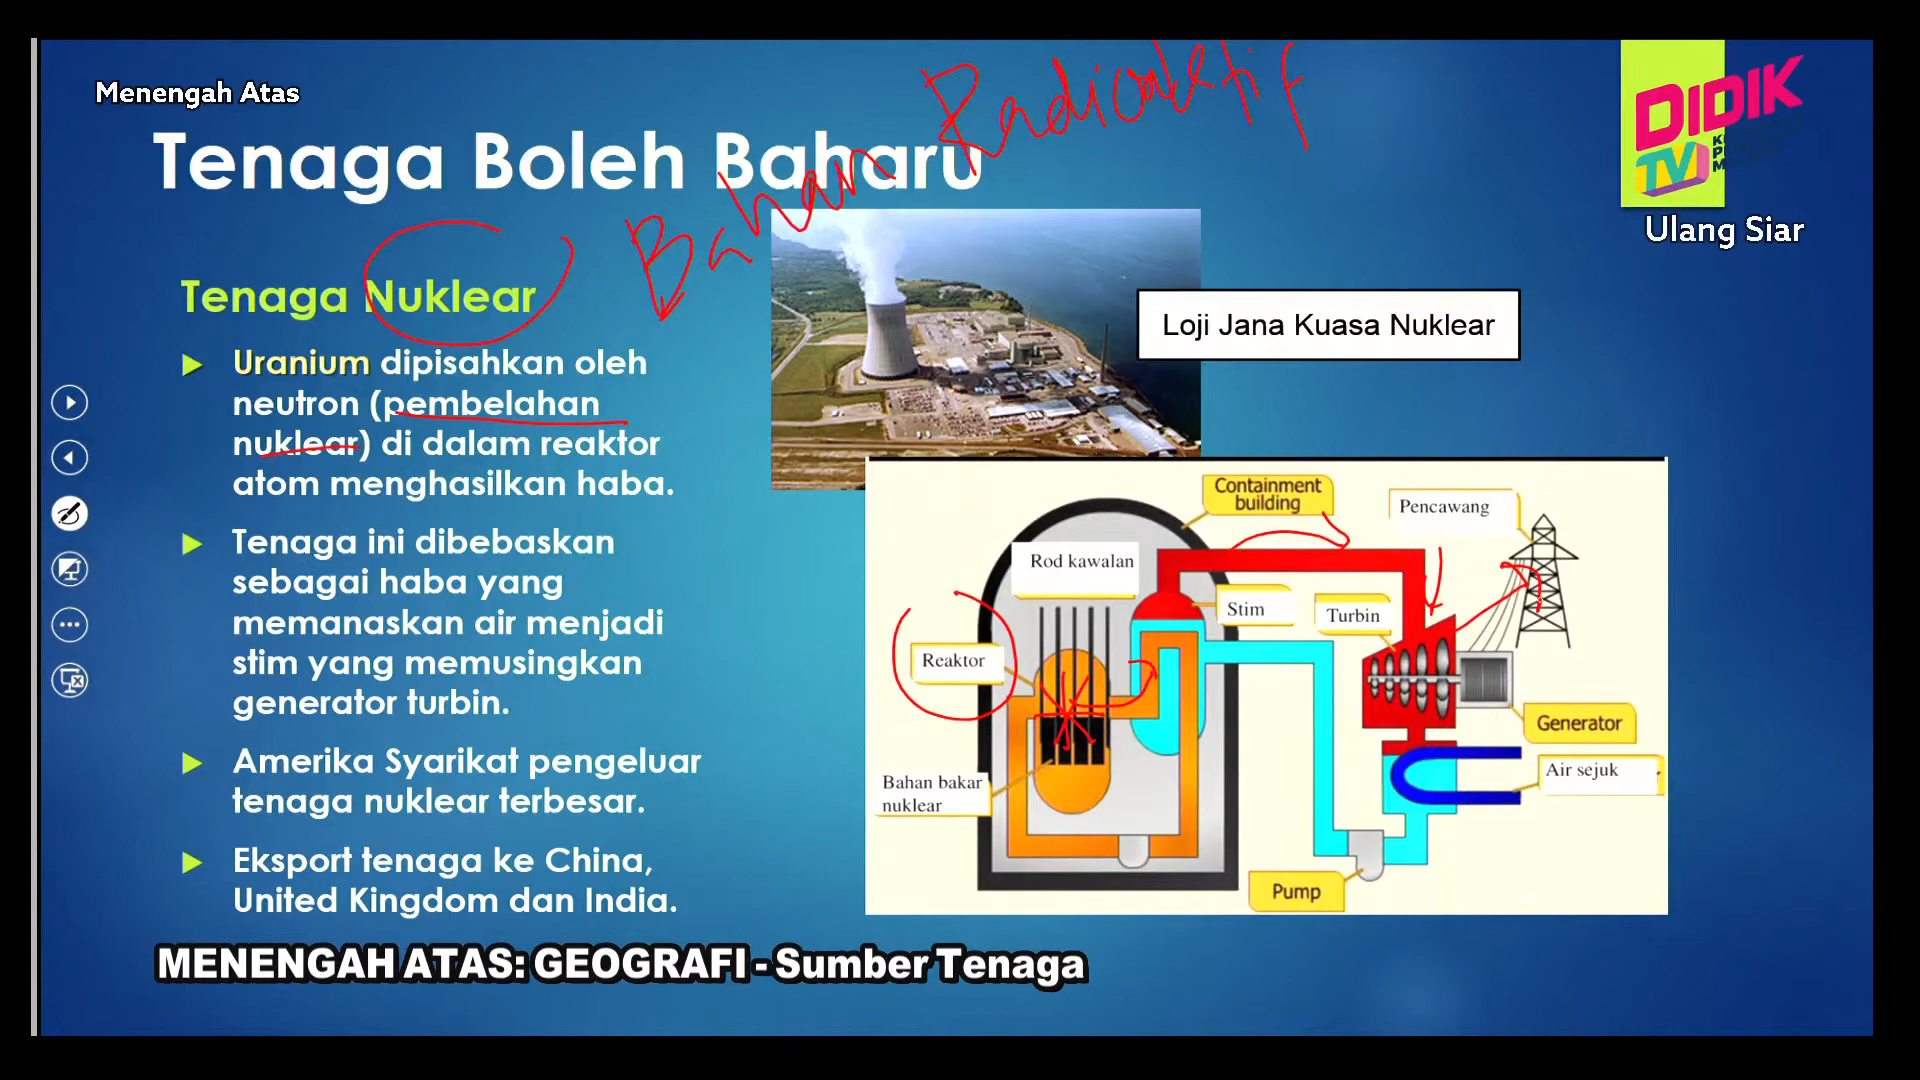 Menengah Atas
Bahan Radioaktif
DIDIK
TV
Ulang Siar
Tenaga Boleh Baharu
Tenaga Nuklear
Uranium dipisahkan oleh
neutron (pembelahan
nuklear) di dalam reaktor
atom menghasilkan haba.
Tenaga ini dibebaskan
sebagai haba yang
memanaskan air menjadi
stim yang memusingkan
generator turbin.
Amerika Syarikat pengeluar
tenaga nuklear terbesar.
Eksport tenaga ke China,
United Kingdom dan India.
Loji Jana Kuasa Nuklear
Containment
building
Pencawang
Rod kawalan
Stim
Turbin
Reaktor
Generator
Air sejuk
Bahan bakar
nuklear
Pump
MENENGAH ATAS: GEOGRAFI - Sumber Tenaga